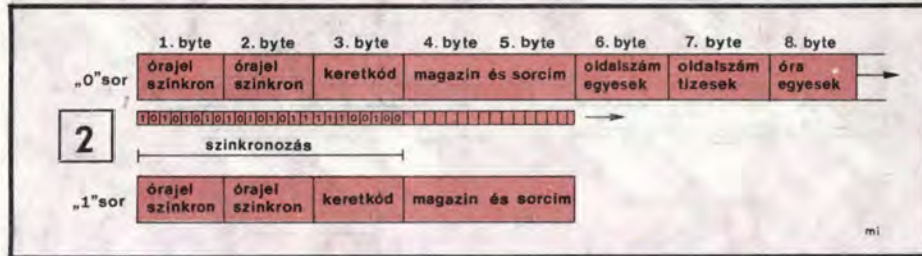 1. byte 2. byte 3. byte 4. byte 5. byte 6. byte 7. byte 8. byte
„0”sor órajel szinkron órajel szinkron keretkód magazin és sorcím oldalszám egyesek oldalszám tizesek óra egyesek
101010101010101011100100
2
szinkronozás
„1”sor órajel szinkron órajel szinkron keretkód magazin és sorcím
mi